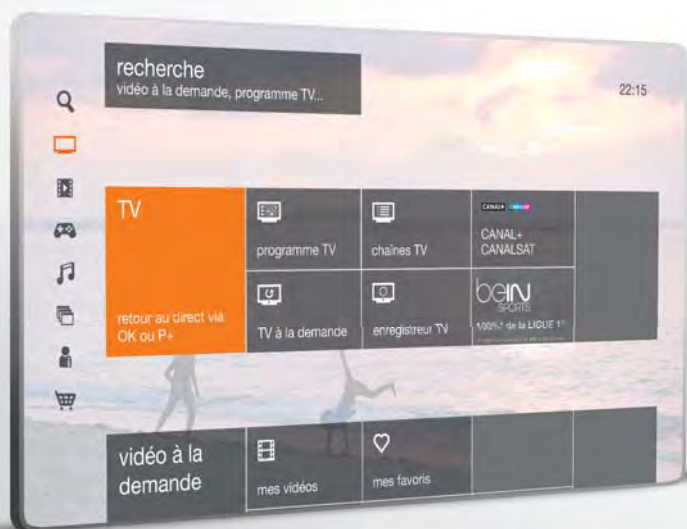 recherche
vidéo à la demande, programme TV...
22:15
TV
retour au direct via
OK ou P+
programme TV
chaînes TV
CANAL+
CANAL+
CANALSAT
TV à la demande
enregistreur TV
beIN
SPORTS
100%* de la LIGUE 1
vidéo à la
demande
mes vidéos
mes favoris